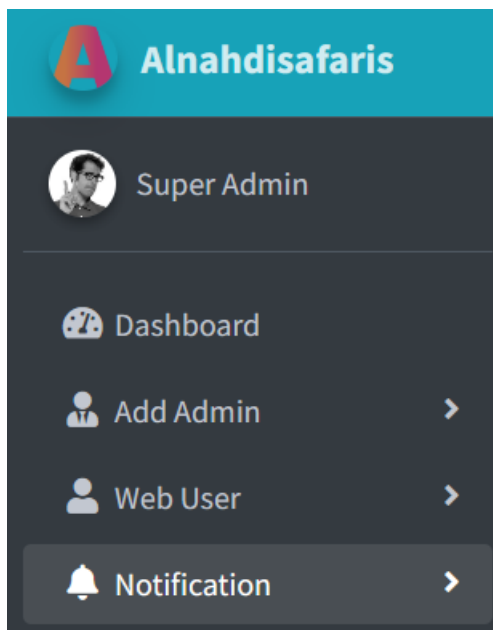 Alnahdisafaris
Super Admin
Dashboard
Add Admin
Web User
Notification